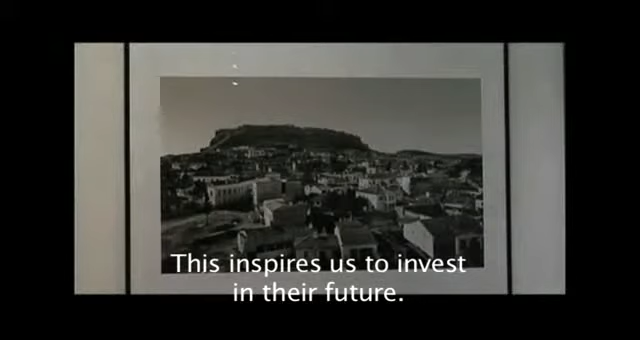 This inspires us to invest
in their future.